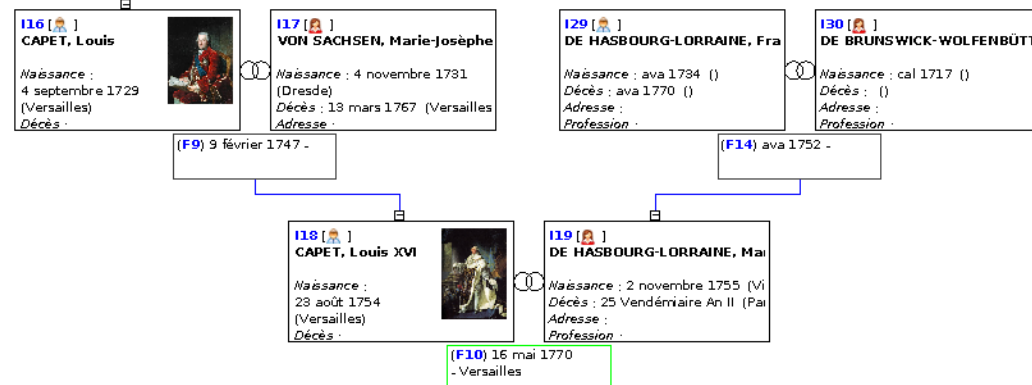 I16 [ ]
CAPET, Louis
Naissance :
4 septembre 1729
(Versailles)
Décès :
I17 [ ]
VON SACHSEN, Marie-Josèphe
Naissance : 4 novembre 1731
(Dresde)
Décès : 13 mars 1767 (Versailles
Adresse :
I29 [ ]
DE HASBOURG-LORRAINE, Fra
Naissance : ava 1734 ()
Décès : ava 1770 ()
Adresse :
Profession :
I30 [ ]
DE BRUNSWICK-WOLFENBÜTT
Naissance : cal 1717 ()
Décès : ()
Adresse :
Profession :
(F9) 9 février 1747 -
(F14) ava 1752 -
I18 [ ]
CAPET, Louis XVI
Naissance :
23 août 1754
(Versailles)
Décès :
I19 [ ]
DE HASBOURG-LORRAINE, Mar
Naissance : 2 novembre 1755 (Vi
Décès : 25 Vendémiaire An II (Par
Adresse :
Profession :
(F10) 16 mai 1770
- Versailles